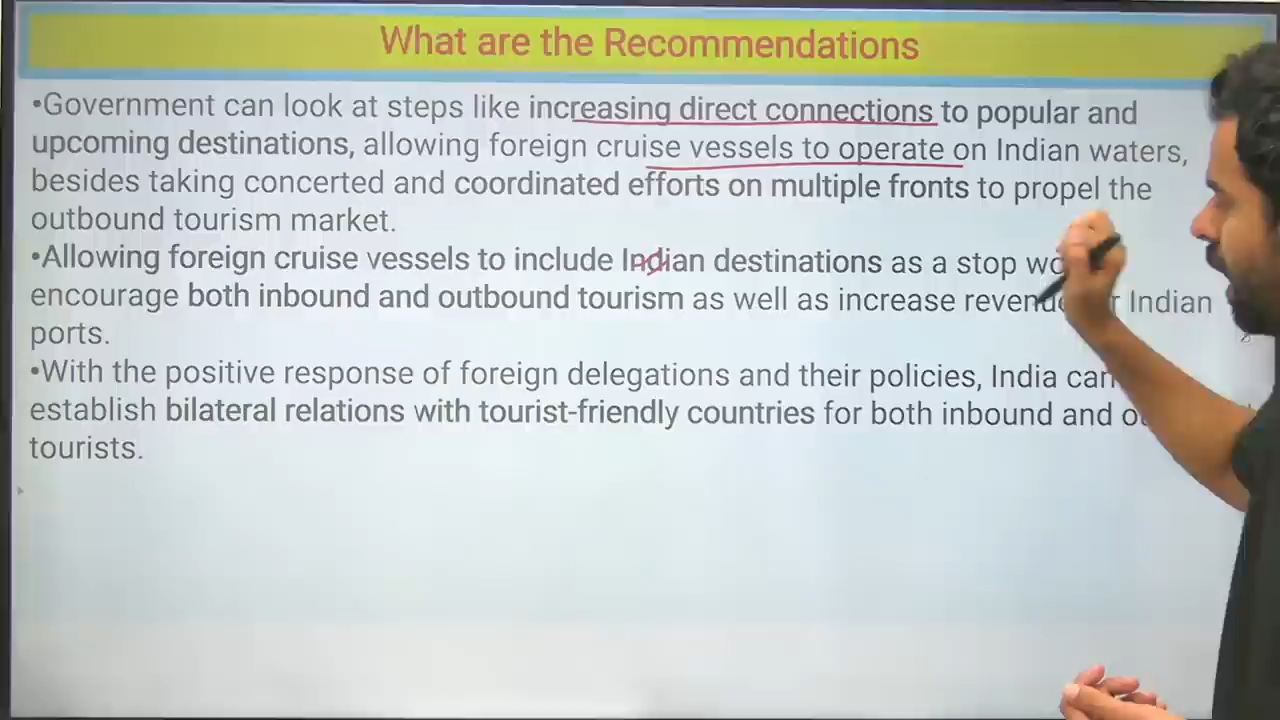 What are the Recommendations
•Government can look at steps like increasing direct connections to popular and
upcoming destinations, allowing foreign cruise vessels to operate on Indian waters,
besides taking concerted and coordinated efforts on multiple fronts to propel the
outbound tourism market.
•Allowing foreign cruise vessels to include Indian destinations as a stop
encourage both inbound and outbound tourism as well as increase Indian
ports.
•With the positive response of foreign delegations and their policies, India can
establish bilateral relations with tourist-friendly countries for both inbound and
tourists.